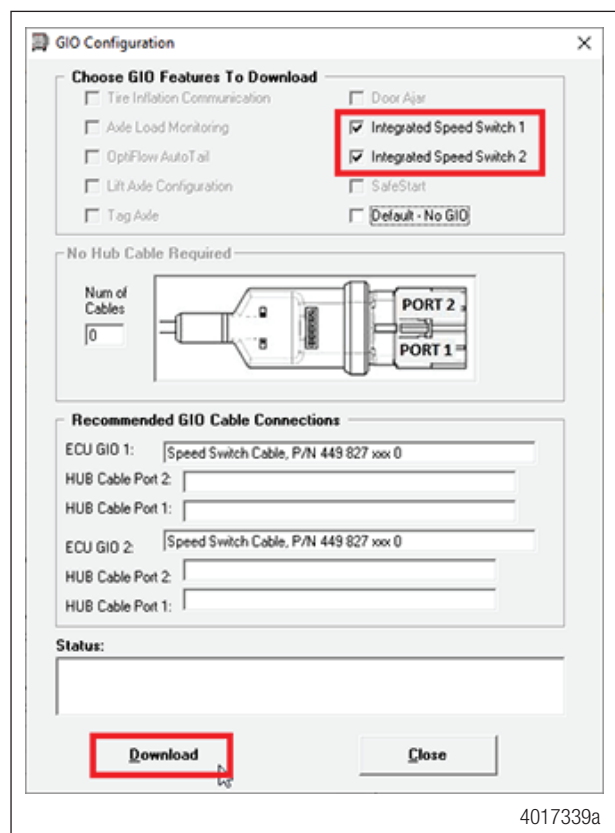 GIO Configuration
Choose GIO Features To Download
Tire Inflation Communication
Door Ajar
Axle Load Monitoring
Integrated Speed Switch 1
OptiFlow AutoTail
Integrated Speed Switch 2
Lift Axle Configuration
SafeStart
Tag Axle
Default - No GIO
No Hub Cable Required
Num of
Cables
0
PORT 2
PORT 1
Recommended GIO Cable Connections
ECU GIO 1: Speed Switch Cable, P/N 449 827 xxx 0
HUB Cable Port 2:
HUB Cable Port 1:
ECU GIO 2: Speed Switch Cable, P/N 449 827 xxx 0
HUB Cable Port 2:
HUB Cable Port 1:
Status:
Download
Close
4017339a